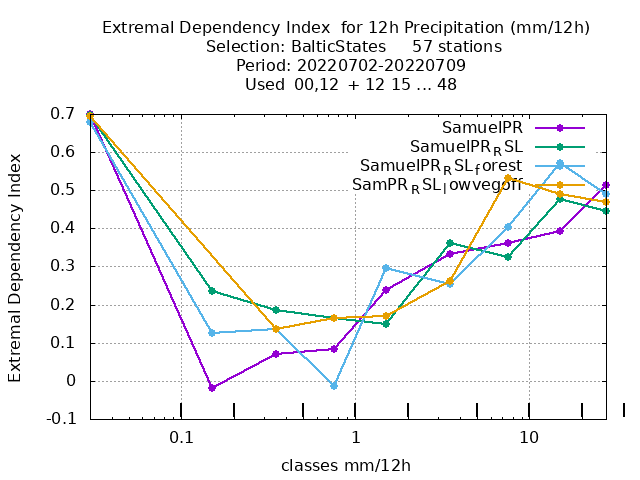 Extremal Dependency Index  for 12h Precipitation (mm/12h)
Selection: BalticStates     57 stations
Period: 20220702-20220709
Used  00,12  + 12 15 ... 48
SamuelPR
SamuelPR_RSL
SamuelPR_RSL_forest
SamPR_RSL_lowvegoff
0.7
0.6
0.5
0.4
0.3
0.2
0.1
0
-0.1
Extremal Dependency Index
0.1
1
10
classes mm/12h